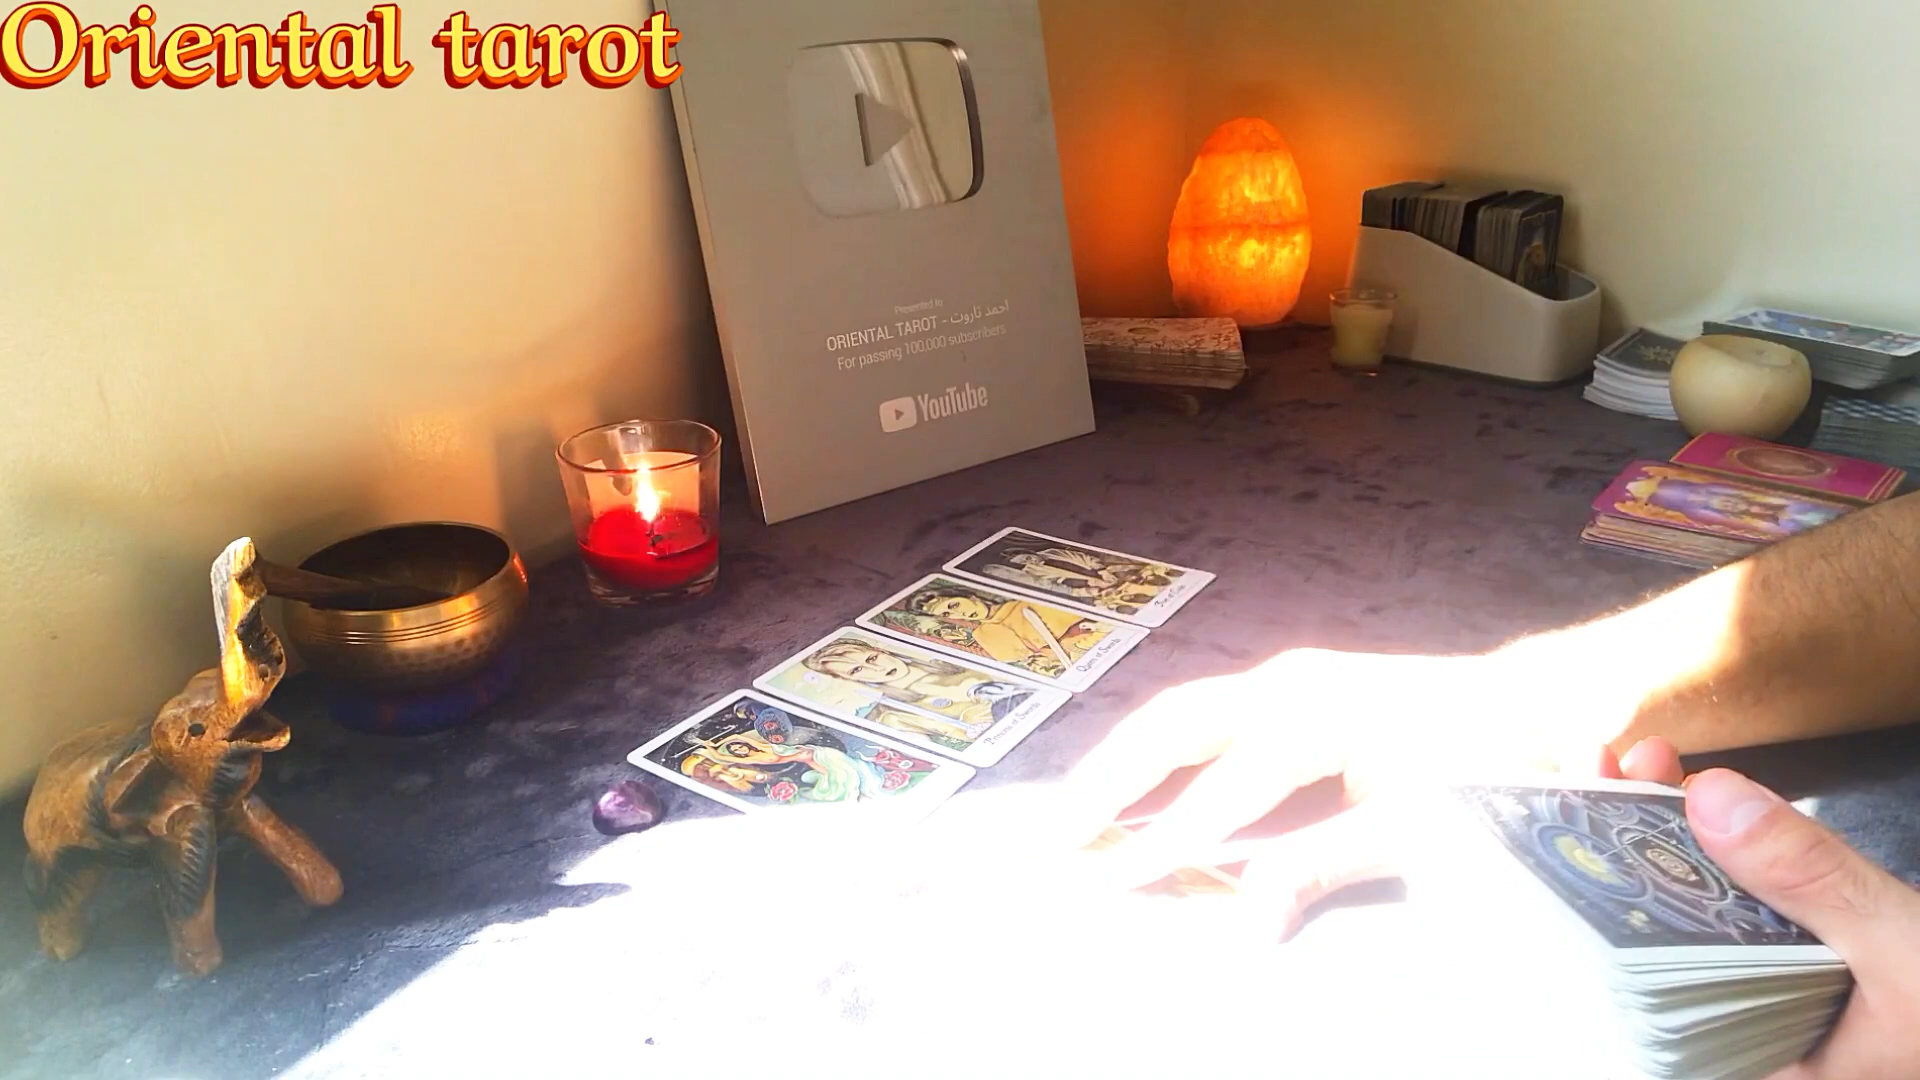 Oriental tarot
Presented to
ORIENTAL TAROT - احمد تاروت
For passing 100,000 subscribers
YouTube
Queen of Swords
Princess of Swords